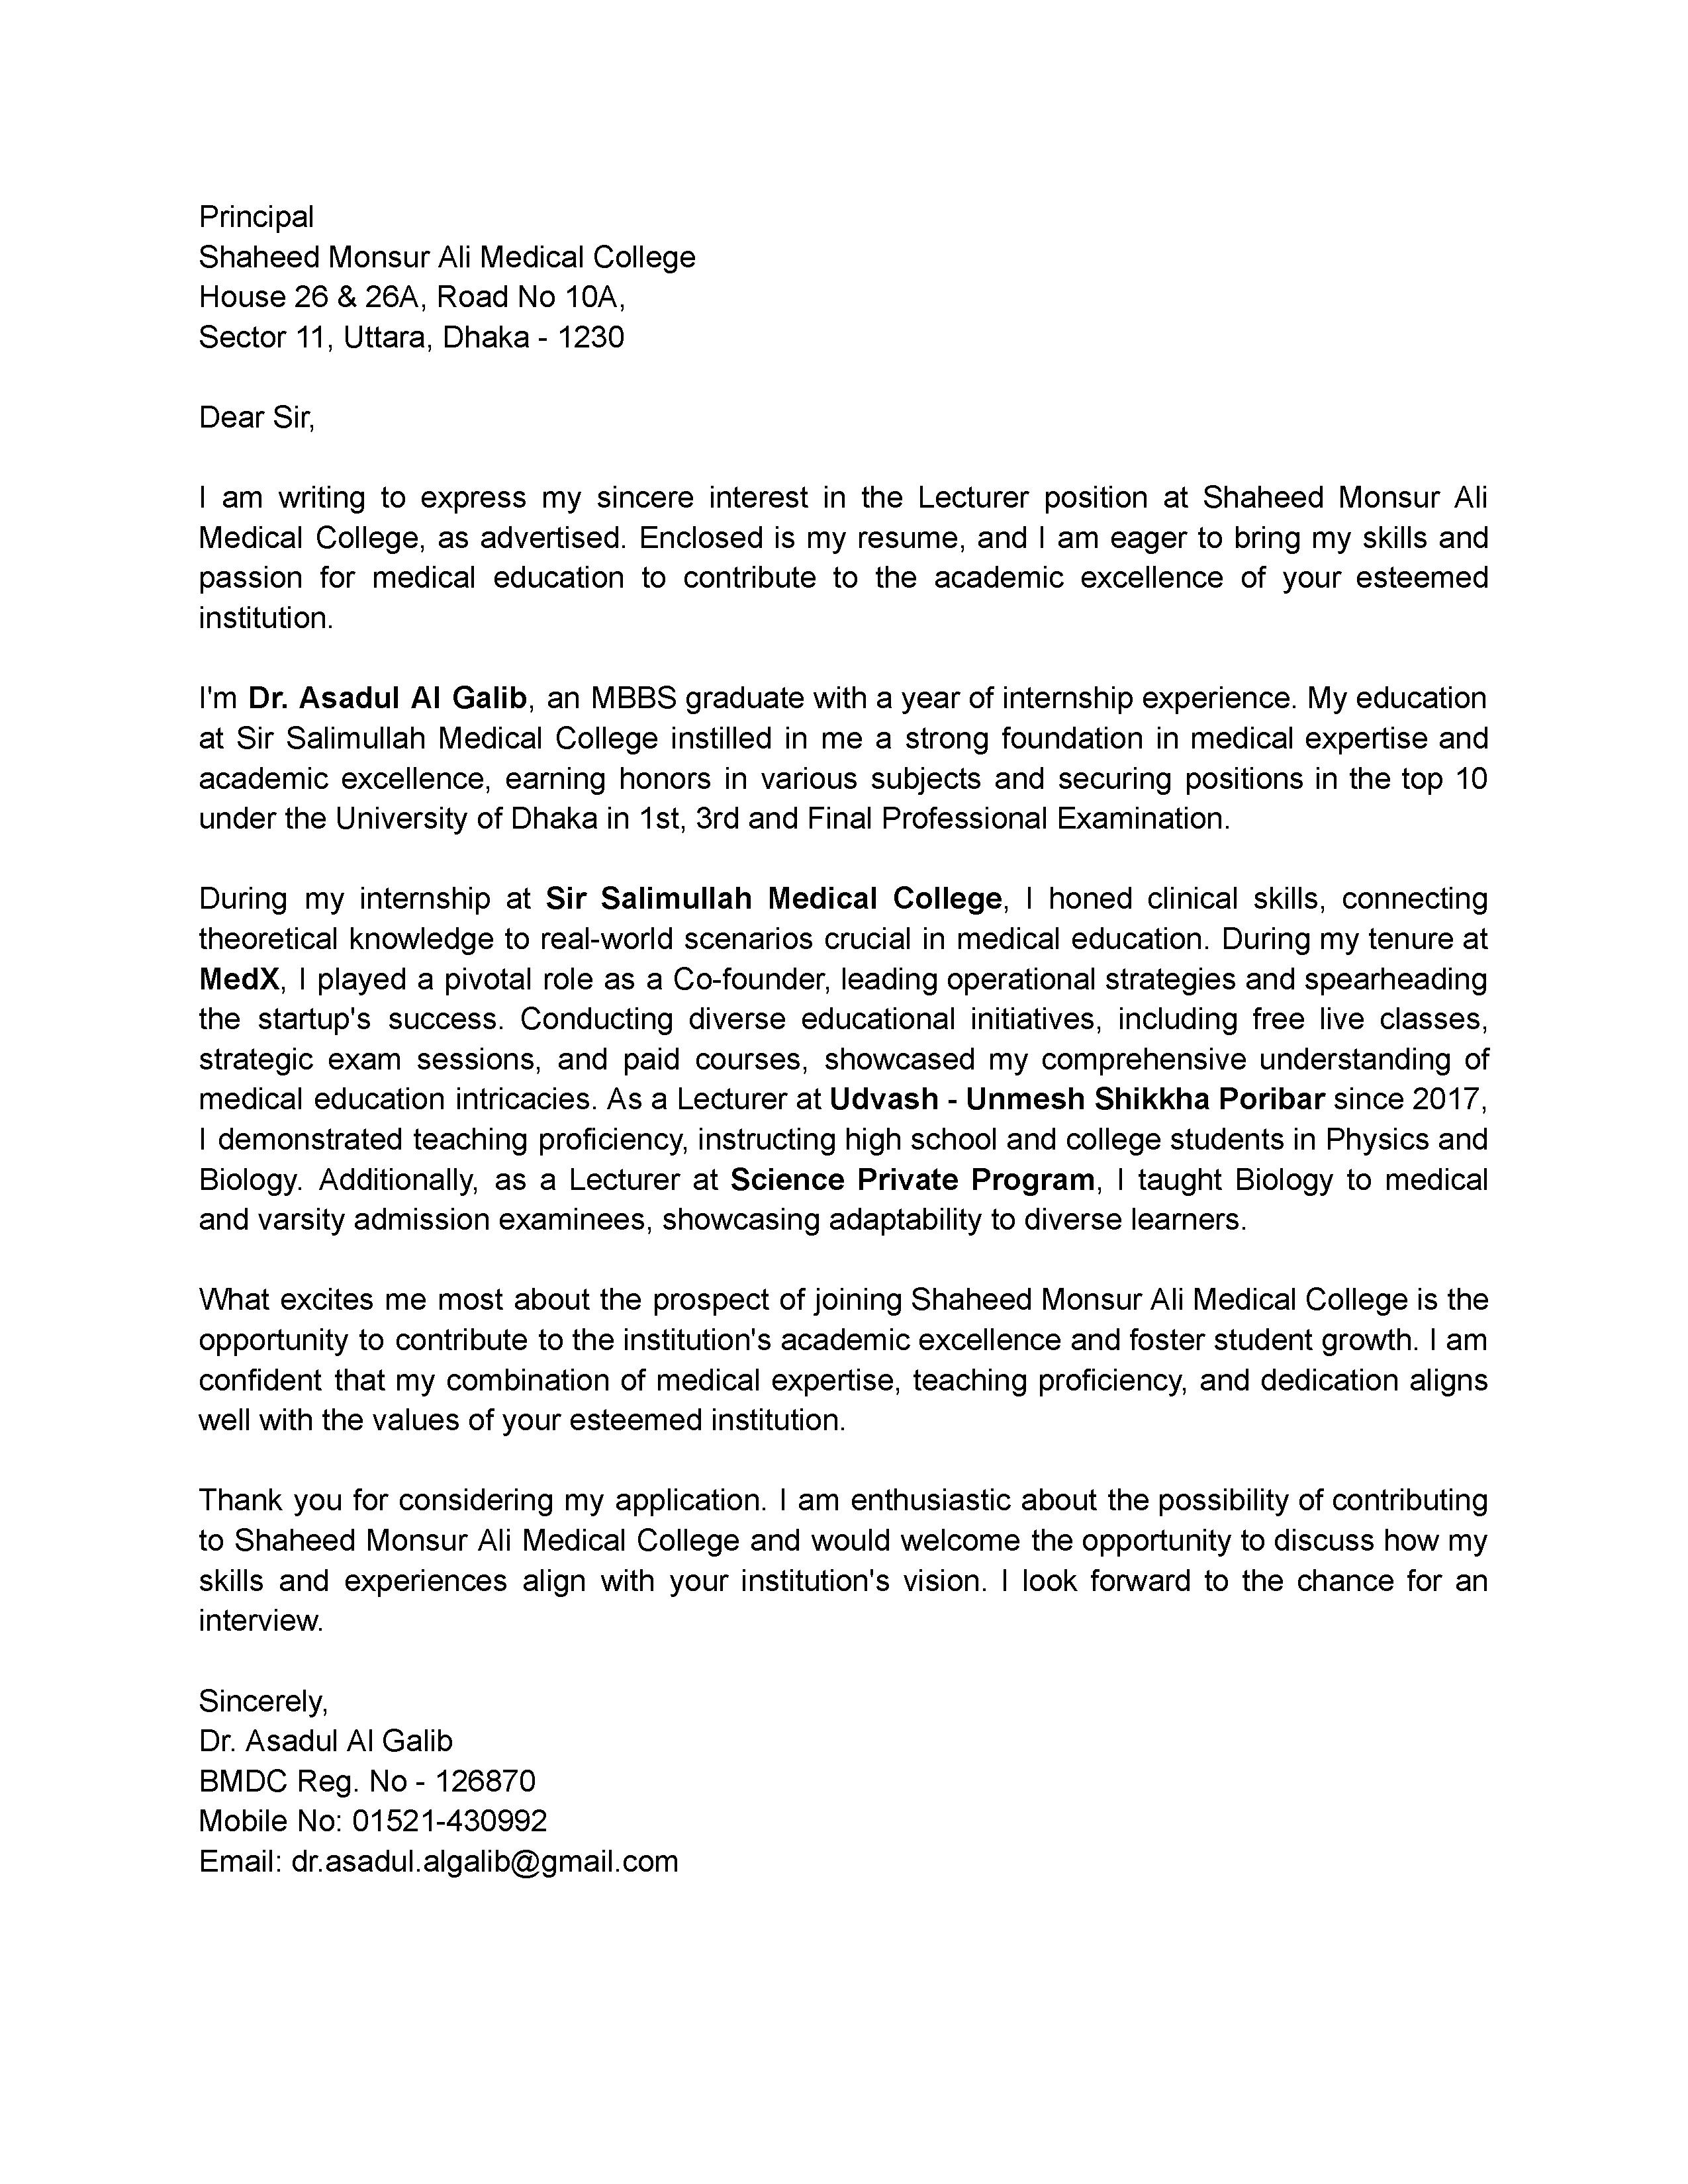 Principal
Shaheed Monsur Ali Medical College
House 26 & 26A, Road No 10A,
Sector 11, Uttara, Dhaka - 1230
Dear Sir,
I am writing to express my sincere interest in the Lecturer position at Shaheed Monsur Ali
Medical College, as advertised. Enclosed is my resume, and I am eager to bring my skills and
passion for medical education to contribute to the academic excellence of your esteemed
institution.
I'm Dr. Asadul Al Galib, an MBBS graduate with a year of internship experience. My education
at Sir Salimullah Medical College instilled in me a strong foundation in medical expertise and
academic excellence, earning honors in various subjects and securing positions in the top 10
under the University of Dhaka in 1st, 3rd and Final Professional Examination.
During my internship at Sir Salimullah Medical College, I honed clinical skills, connecting
theoretical knowledge to real-world scenarios crucial in medical education. During my tenure at
MedX, I played a pivotal role as a Co-founder, leading operational strategies and spearheading
the startup's success. Conducting diverse educational initiatives, including free live classes,
strategic exam sessions, and paid courses, showcased my comprehensive understanding of
medical education intricacies. As a Lecturer at Udvash - Unmesh Shikkha Poribar since 2017,
I demonstrated teaching proficiency, instructing high school and college students in Physics and
Biology. Additionally, as a Lecturer at Science Private Program, I taught Biology to medical
and varsity admission examinees, showcasing adaptability to diverse learners.
What excites me most about the prospect of joining Shaheed Monsur Ali Medical College is the
opportunity to contribute to the institution's academic excellence and foster student growth. I am
confident that my combination of medical expertise, teaching proficiency, and dedication aligns
well with the values of your esteemed institution.
Thank you for considering my application. I am enthusiastic about the possibility of contributing
to Shaheed Monsur Ali Medical College and would welcome the opportunity to discuss how my
skills and experiences align with your institution's vision. I look forward to the chance for an
interview.
Sincerely,
Dr. Asadul Al Galib
BMDC Reg. No - 126870
Mobile No: 01521-430992
Email: dr.asadul.algalib@gmail.com